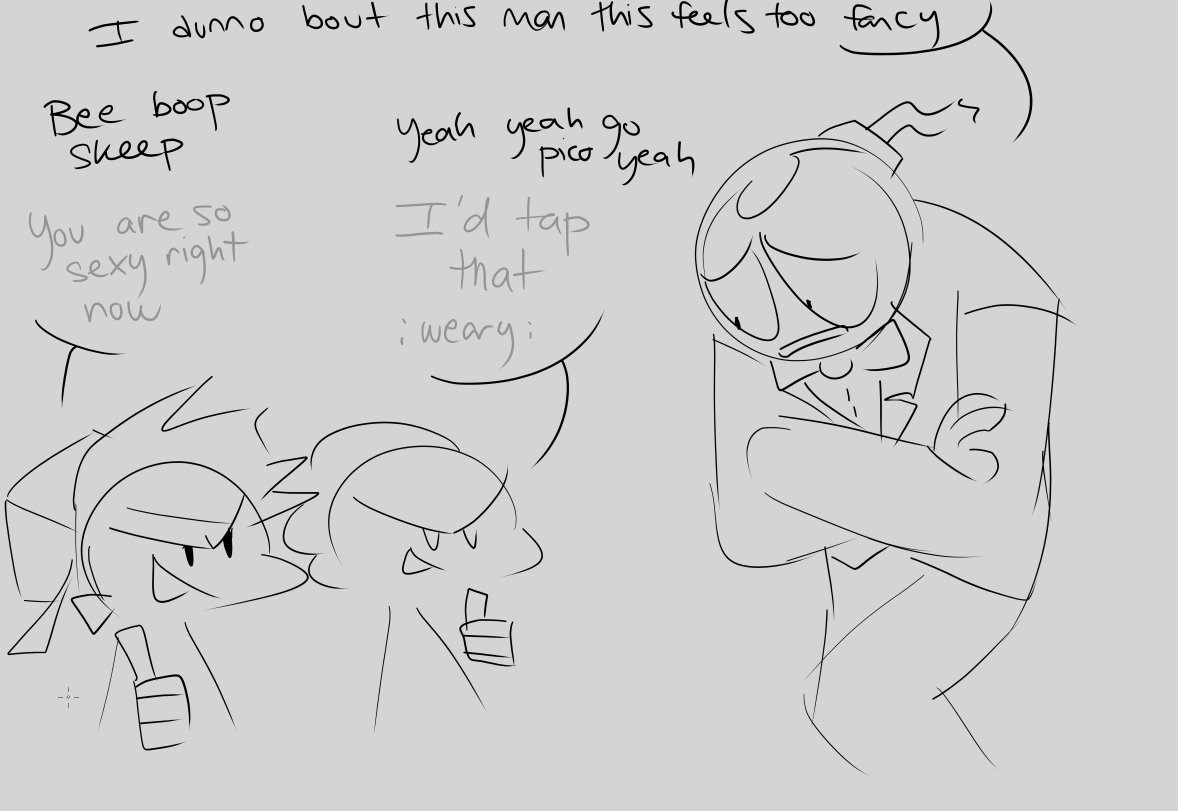 I dunno bout this man this feels too fancy
Bee boop
skeep
You are so
sexy right
now
Yeah yeah go
pico yeah
I'd tap
that
;weary;